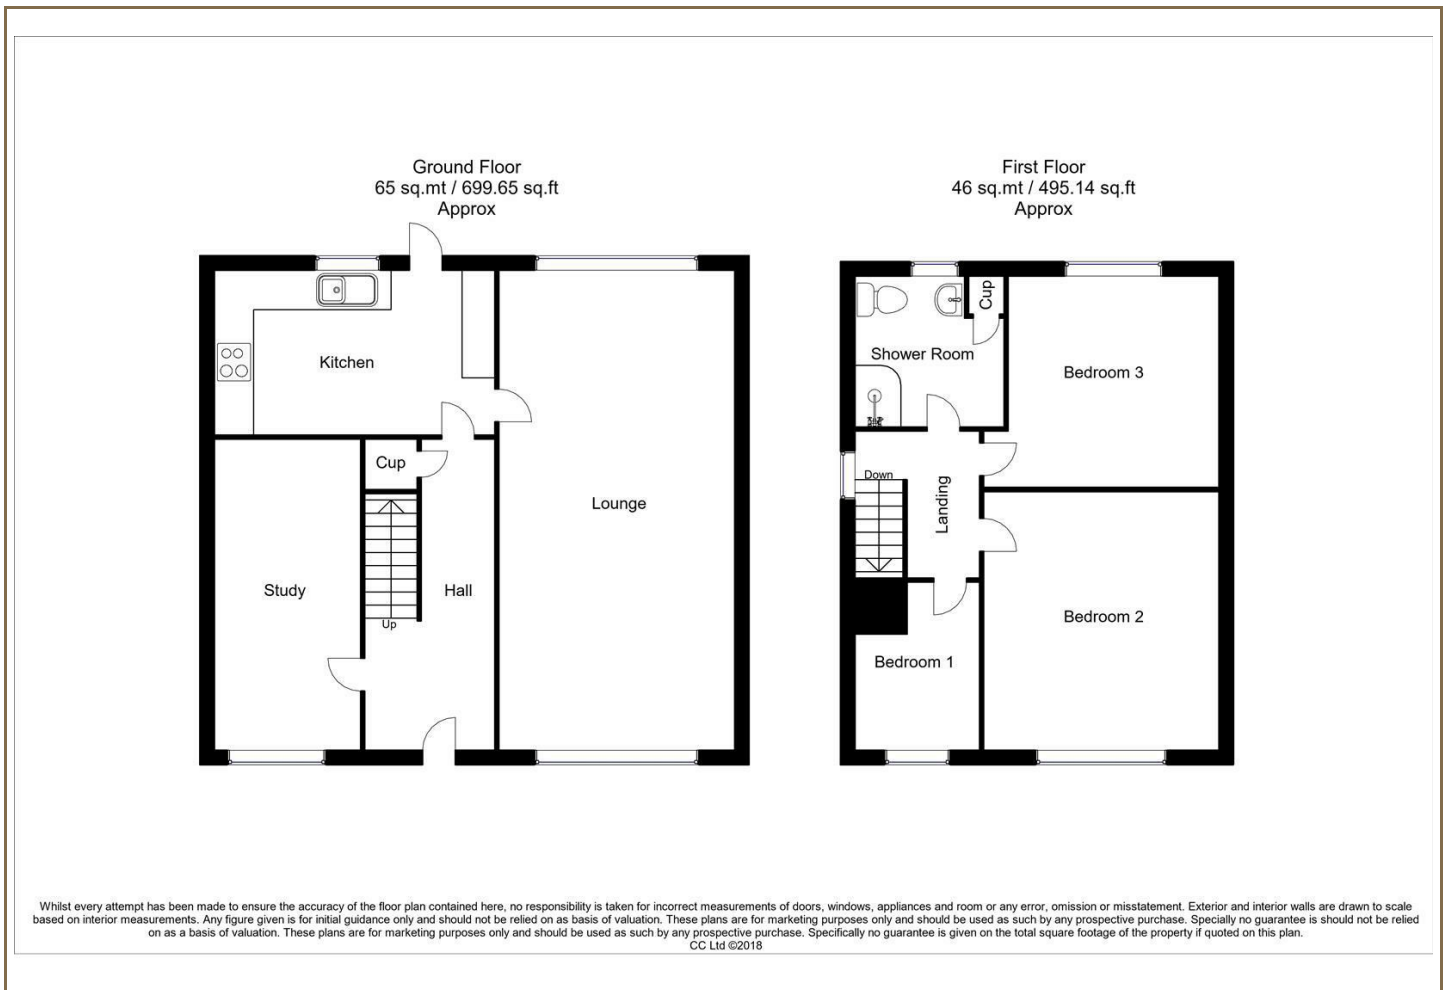 Ground Floor
65 sq.mt / 699.65 sq.ft
Approx
First Floor
46 sq.mt / 495.14 sq.ft
Approx
Kitchen
Cup
Lounge
Study
Hall
Up
Cup
Shower Room
Bedroom 3
Down
Landing
Bedroom 2
Bedroom 1
Whilst every attempt has been made to ensure the accuracy of the floor plan contained here, no responsibility is taken for incorrect measurements of doors, windows, appliances and room or any error, omission or misstatement. Exterior and interior walls are drawn to scale
based on interior measurements. Any figure given is for initial guidance only and should not be relied on as basis of valuation. These plans are for marketing purposes only and should be used as such by any prospective purchase. Specially no guarantee is should not be relied
on as a basis of valuation. These plans are for marketing purposes only and should be used as such by any prospective purchase. Specifically no guarantee is given on the total square footage of the property if quoted on this plan.
CC Ltd ©2018